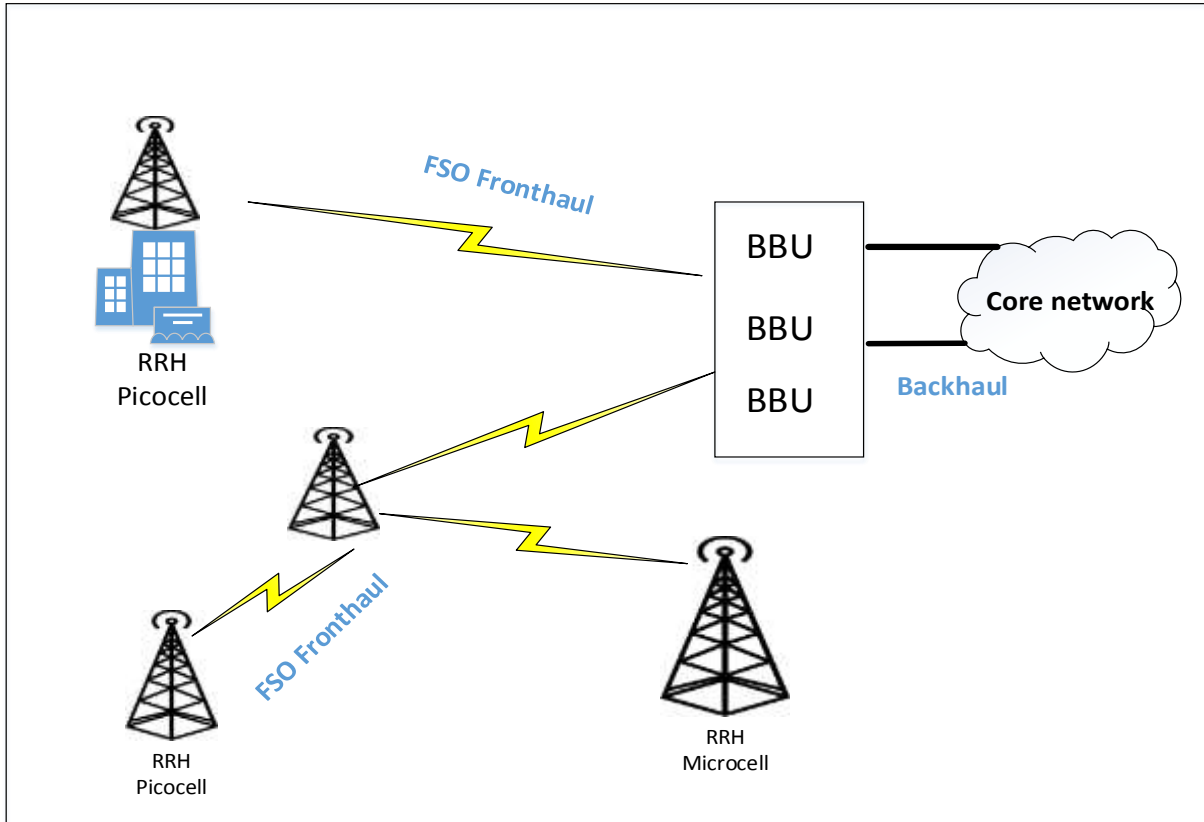 FSO Fronthaul
BBU
BBU
BBU
Core network
Backhaul
RRH
Picocell
FSO Fronthaul
RRH
Picocell
RRH
Microcell